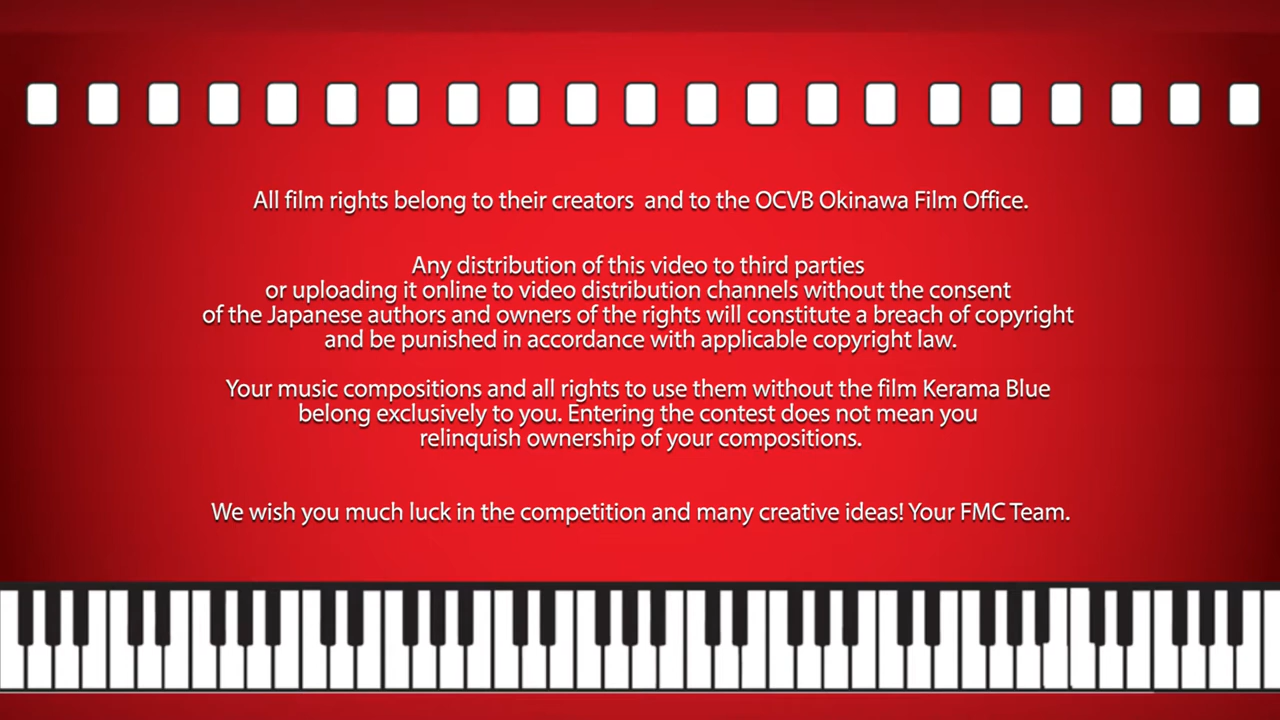 All film rights belong to their creators  and to the OCVB Okinawa Film Office.
Any distribution of this video to third parties
or uploading it online to video distribution channels without the consent
of the Japanese authors and owners of the rights will constitute a breach of copyright
and be punished in accordance with applicable copyright law.
Your music compositions and all rights to use them without the film Kerama Blue
belong exclusively to you. Entering the contest does not mean you
relinquish ownership of your compositions.
We wish you much luck in the competition and many creative ideas! Your FMC Team.